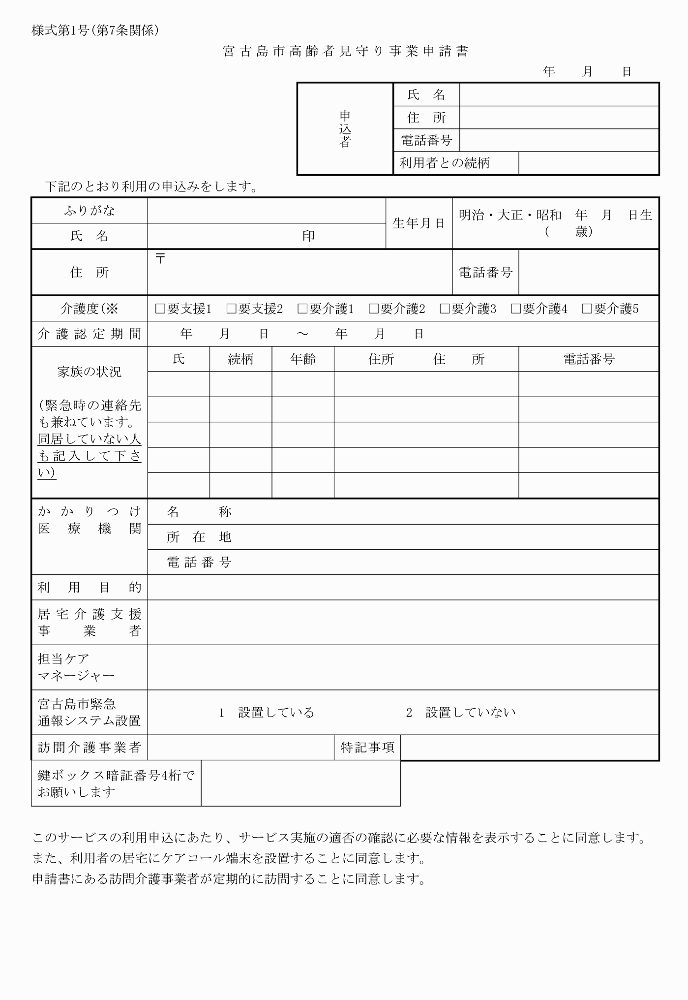 様式第1号（第7条関係）
宮古島市高齢者見守り事業申請書
年　　月　　日
申込者
氏　名
住　所
電話番号
利用者との続柄
下記のとおり利用の申込みをします。
ふりがな
氏　名
印
生年月日
明治・大正・昭和　年　月　日生
（　　歳）
住　所
〒
電話番号
介護度（※
□要支援1　□要支援2　□要介護1　□要介護2　□要介護3　□要介護4　□要介護5
介護認定期間
年　　月　　日　　～　　年　　月　　日
家族の状況
（緊急時の連絡先
も兼ねています。
同居していない人
も記入して下さ
い）
氏
続柄
年齢
住所　　　住　　所
電話番号
かかりつけ
医療機関
名　　　称
所　在　地
電話番号
利用目的
居宅介護支援
事業者
担当ケア
マネージャー
宮古島市緊急
通報システム設置
1　設置している　　　　　　　2　設置していない
訪問介護事業者
特記事項
鍵ボックス暗証番号4桁で
お願いします
このサービスの利用申込にあたり、サービス実施の適否の確認に必要な情報を表示することに同意します。
また、利用者の居宅にケアコール端末を設置することに同意します。
申請書にある訪問介護事業者が定期的に訪問することに同意します。